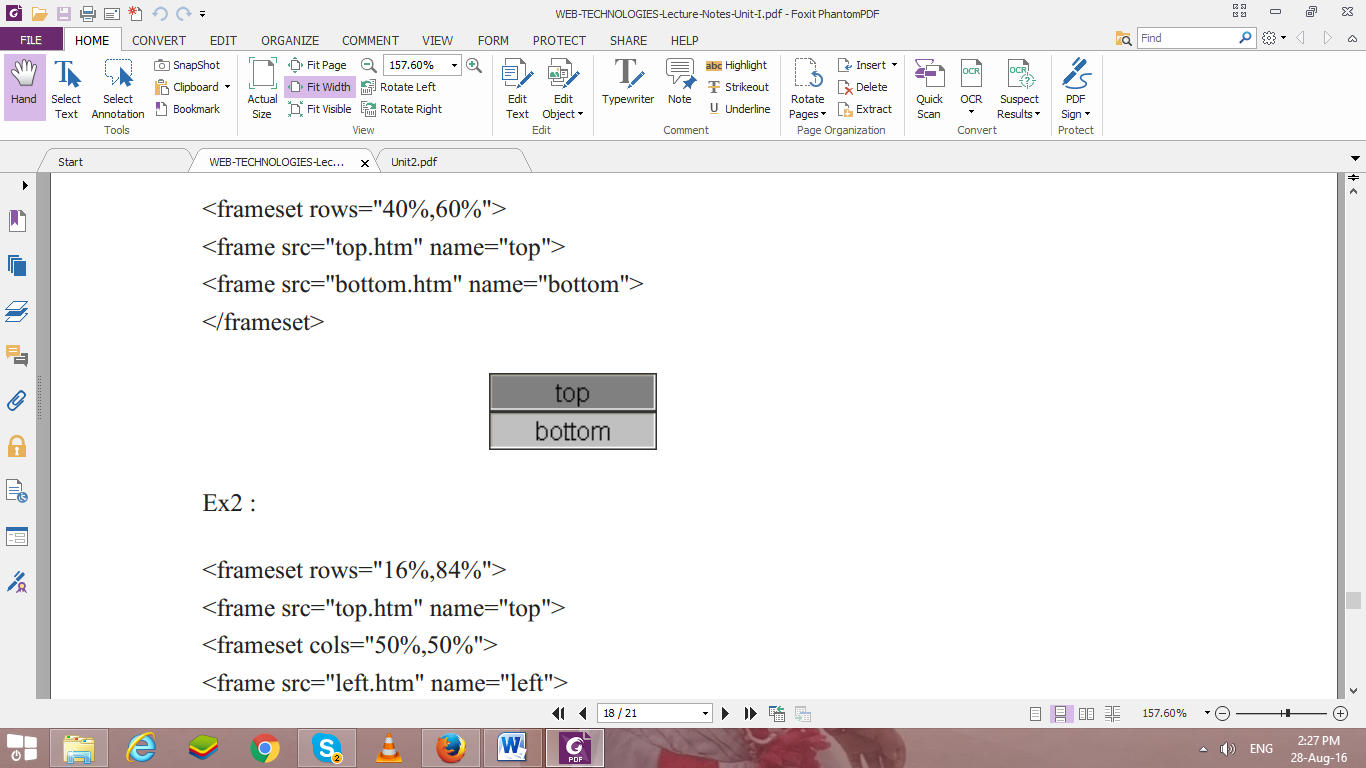 WEB-TECHNOLOGIES-Lecture-Notes-Unit-I.pdf - Foxit PhantomPDF
FILE HOME CONVERT EDIT ORGANIZE COMMENT VIEW FORM PROTECT SHARE HELP
Find
Hand
Select Text
Select Annotation
SnapShot
Clipboard
Bookmark
Tools
Actual Size
Fit Page
Fit Width
Fit Visible
157.60%
Rotate Left
Rotate Right
View
Edit Text
Edit Object
Edit
Typewriter
Note
abc Highlight
Strikeout
U Underline
Comment
Rotate Pages
Insert
Delete
Extract
Page Organization
Quick Scan
OCR
OCR
OCR
Suspect Results
Convert
PDF Sign
Protect
Start
WEB-TECHNOLOGIES-Lec...
Unit2.pdf
<frameset rows="40%,60%">
<frame src="top.htm" name="top">
<frame src="bottom.htm" name="bottom">
</frameset>
top
bottom
Ex2 :
<frameset rows="16%,84%">
<frame src="top.htm" name="top">
<frameset cols="50%,50%">
<frame src="left.htm" name="left">
18 / 21
157.60%
2
PDF
ENG
2:27 PM
28-Aug-16